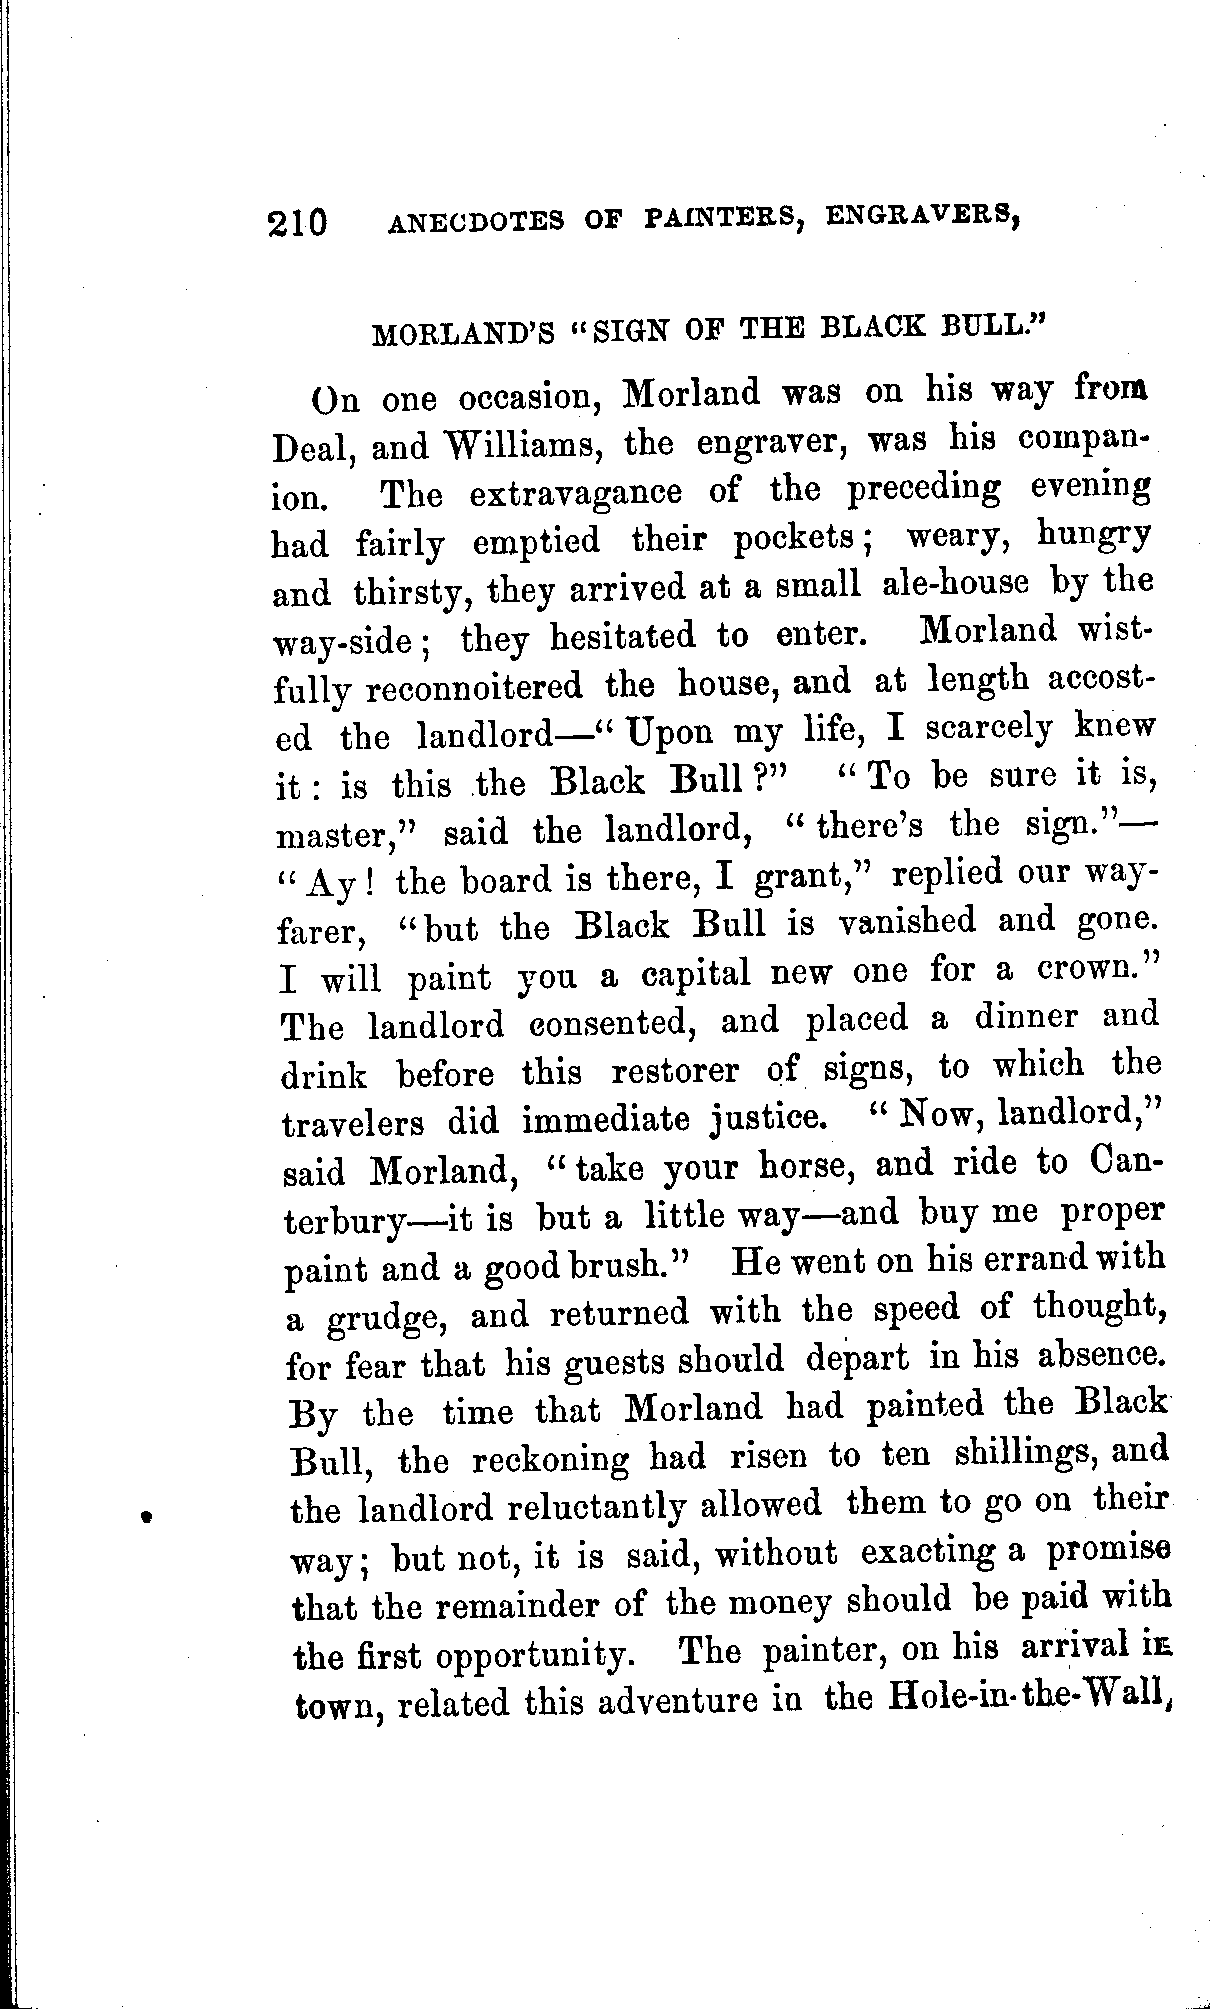 210 ANECDOTES OF PAINTERS, ENGRAVERS,
MORLAND'S "SIGN OF THE BLACK BULL."
On one occasion, Morland was on his way from
Deal, and Williams, the engraver, was his compan-
ion. The extravagance of the preceding evening
had fairly emptied their pockets; weary, hungry
and thirsty, they arrived at a small ale-house by the
way-side; they hesitated to enter. Morland wist-
fully reconnoitered the house, and at length accost-
ed the landlord—"Upon my life, I scarcely knew
it: is this the Black Bull?" "To be sure it is,
master," said the landlord, "there's the sign."—
"Ay! the board is there, I grant," replied our way-
farer, "but the Black Bull is vanished and gone.
I will paint you a capital new one for a crown."
The landlord consented, and placed a dinner and
drink before this restorer of signs, to which the
travelers did immediate justice. "Now, landlord,"
said Morland, "take your horse, and ride to Can-
terbury—it is but a little way—and buy me proper
paint and a good brush." He went on his errand with
a grudge, and returned with the speed of thought,
for fear that his guests should depart in his absence.
By the time that Morland had painted the Black
Bull, the reckoning had risen to ten shillings, and
the landlord reluctantly allowed them to go on their
way; but not, it is said, without exacting a promise
that the remainder of the money should be paid with
the first opportunity. The painter, on his arrival in
town, related this adventure in the Hole-in-the-Wall,